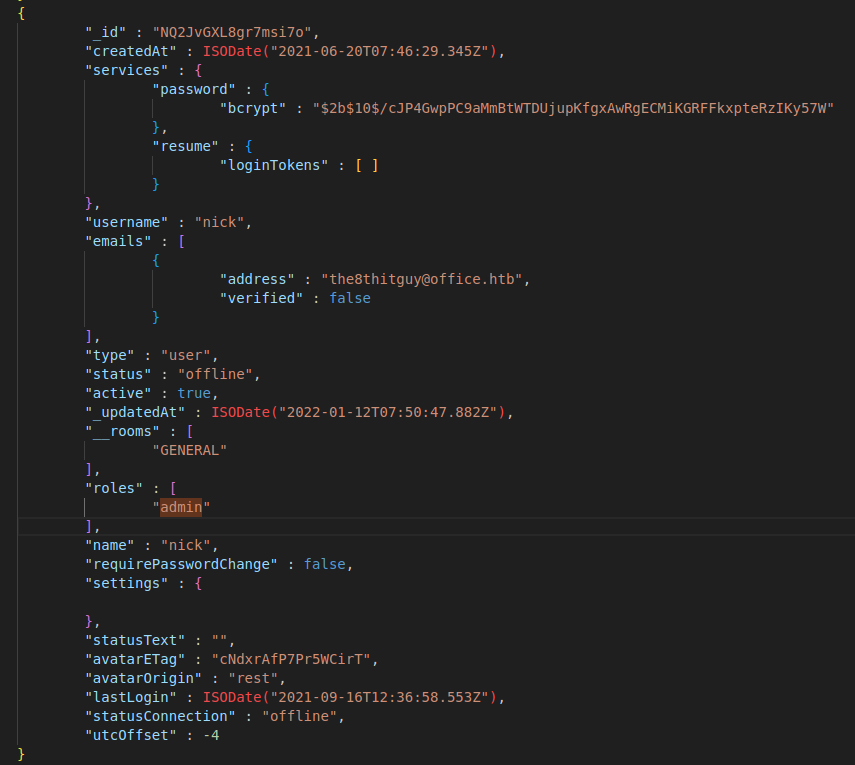 {
"_id" : "NQ2JvGXL8gr7msi7o",
"createdAt" : ISODate("2021-06-20T07:46:29.345Z"),
"services" : {
"password" : {
"bcrypt" : "$2b$10$/cJP4GwpPC9aMmBtWTDUjupKfgxAwRgECMiKGRFFkxpteRzIKy57W"
},
"resume" : {
"loginTokens" : [ ]
}
},
"username" : "nick",
"emails" : [
{
"address" : "the8thitguy@office.htb",
"verified" : false
}
],
"type" : "user",
"status" : "offline",
"active" : true,
"_updatedAt" : ISODate("2022-01-12T07:50:47.882Z"),
"__rooms" : [
"GENERAL"
],
"roles" : [
"admin"
],
"name" : "nick",
"requirePasswordChange" : false,
"settings" : {
},
"statusText" : "",
"avatarETag" : "cNdxrAfP7Pr5WCirT",
"avatarOrigin" : "rest",
"lastLogin" : ISODate("2021-09-16T12:36:58.553Z"),
"statusConnection" : "offline",
"utcOffset" : -4
}